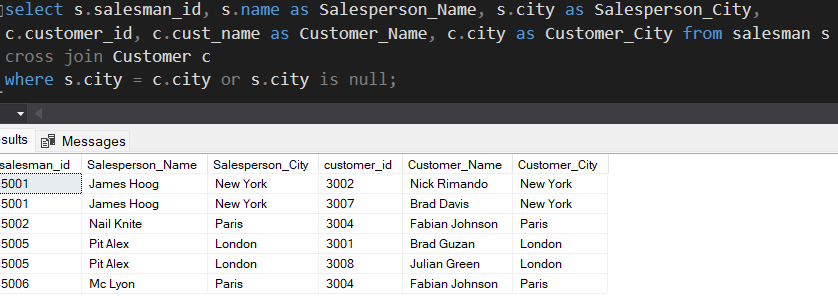 select s.salesman_id, s.name as Salesperson_Name, s.city as Salesperson_City,
c.customer_id, c.cust_name as Customer_Name, c.city as Customer_City from salesman s
cross join Customer c
where s.city = c.city or s.city is null;
esults Messages
salesman_id Salesperson_Name Salesperson_City customer_id Customer_Name Customer_City
5001 James Hoog New York 3002 Nick Rimando New York
5001 James Hoog New York 3007 Brad Davis New York
5002 Nail Knite Paris 3004 Fabian Johnson Paris
5005 Pit Alex London 3001 Brad Guzan London
5005 Pit Alex London 3008 Julian Green London
5006 Mc Lyon Paris 3004 Fabian Johnson Paris